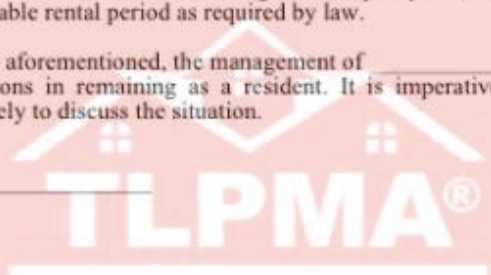 able rental period as required by law.
aforementioned, the management of
ons in remaining as a resident. It is imperative
ely to discuss the situation.
TLPMA®